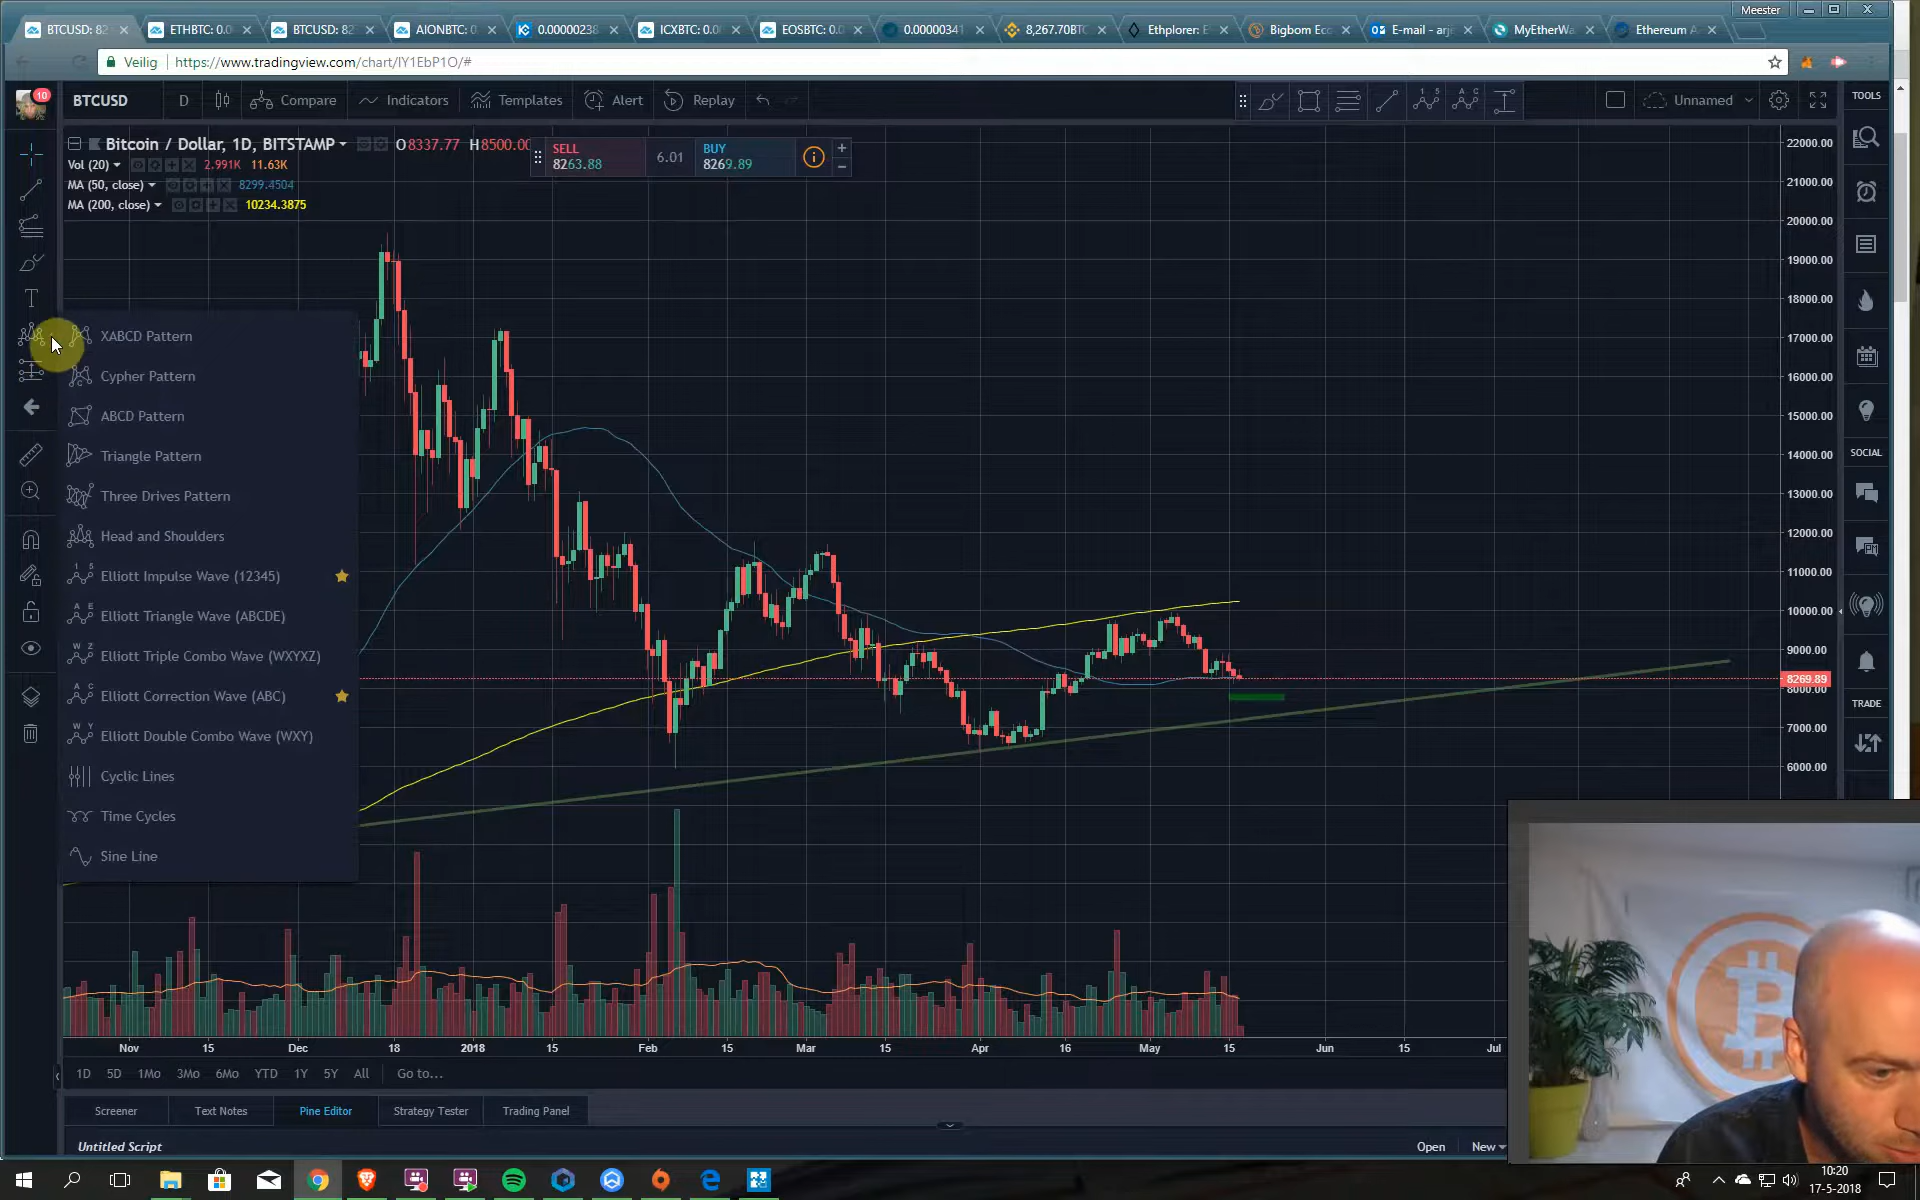 Meester
BTCUSD: 82
ETHBTC: 0.0
BTCUSD: 82
AIONBTC: 0.
0.00000238
ICXBTC: 0.0
EOSBTC: 0.0
0.00000341
8,267.70BTC
Ethplorer: E
Bigbom Eco
E-mail - arje
MyEtherWa
Ethereum A
Veilig
https://www.tradingview.com/chart/IY1EbP1O/#
10
BTCUSD
D
Compare
Indicators
Templates
Alert
Replay
Unnamed
TOOLS
Bitcoin / Dollar, 1D, BITSTAMP
O8337.77 H8500.00
SELL
8263.88
6.01
BUY
8269.89
Vol (20) 2.991K 11.63K
MA (50, close) 8299.4504
MA (200, close) 10234.3875
XABCD Pattern
Cypher Pattern
ABCD Pattern
Triangle Pattern
Three Drives Pattern
Head and Shoulders
Elliott Impulse Wave (12345)
Elliott Triangle Wave (ABCDE)
Elliott Triple Combo Wave (WXYXZ)
Elliott Correction Wave (ABC)
Elliott Double Combo Wave (WXY)
Cyclic Lines
Time Cycles
Sine Line
22000.00
21000.00
20000.00
19000.00
18000.00
17000.00
16000.00
15000.00
14000.00
13000.00
12000.00
11000.00
10000.00
9000.00
8269.89
8000.00
7000.00
6000.00
SOCIAL
TRADE
Nov 15 Dec 18 2018 15 Feb 15 Mar 15 Apr 16 May 15 Jun 15 Jul
1D 5D 1Mo 3Mo 6Mo YTD 1Y 5Y All Go to...
Screener Text Notes Pine Editor Strategy Tester Trading Panel
Untitled Script
Open New
10:20
17-5-2018